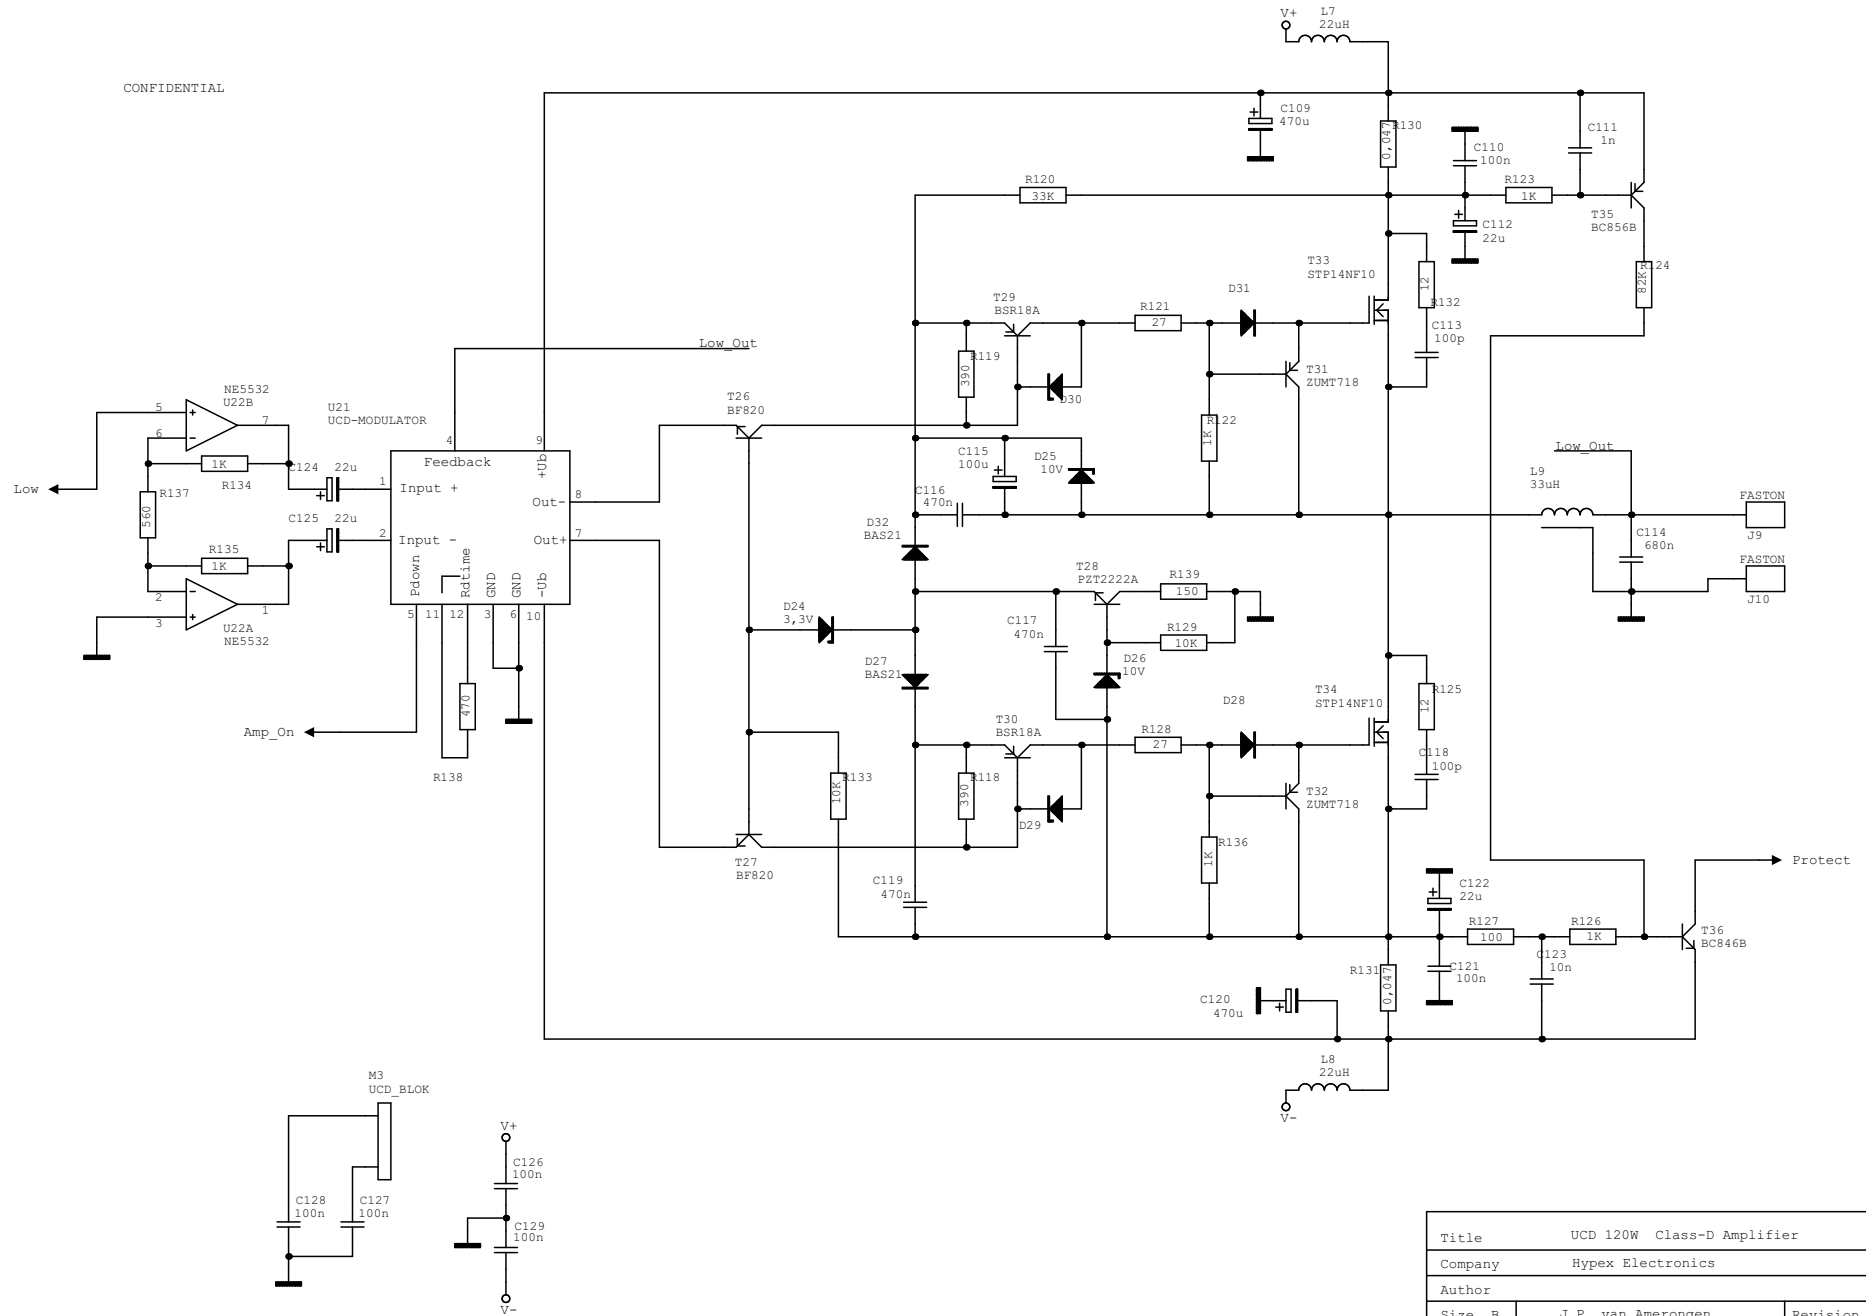 V+
L7
22uH
CONFIDENTIAL
C109
470u
R130
0,047
C110
100n
C111
1n
R120
33K
R123
1K
C112
22u
T35
BC856B
T33
STP14NF10
R124
82K
D31
12
R132
C113
100p
T29
BSR18A
R121
27
Low_Out
R119
390
D30
T31
ZUMT718
R122
1K
NE5532
U22B
5
6
7
+
-
U21
UCD-MODULATOR
4
9
Feedback
+Ub
T26
BF820
1K
R134
C124
22u
+
1
Input +
Out-
8
Low
R137
560
C125
22u
+
2
Input -
Out+
7
R135
1K
Pdown
Rdtime
GND
GND
-Ub
5
11
12
3
6
10
2
3
1
-
+
U22A
NE5532
C115
100u
D25
10V
C116
470n
Low_Out
L9
33uH
FASTON
J9
C114
680n
FASTON
J10
D32
BAS21
T28
PZT2222A
R139
150
D24
3,3V
C117
470n
R129
10K
D27
BAS21
D26
10V
D28
T34
STP14NF10
R125
12
Amp_On
470
R138
T30
BSR18A
R128
27
C118
100p
R133
10K
R118
390
D29
T32
ZUMT718
R136
1K
T27
BF820
Protect
C119
470n
C122
22u
R127
100
R126
1K
T36
BC846B
C121
100n
C123
10n
R131
0,047
C120
470u
L8
22uH
V-
M3
UCD_BLOK
V+
C126
100n
C128
100n
C127
100n
C129
100n
V-
Title UCD 120W Class-D Amplifier
Company Hypex Electronics
Author
Size B J.P. van Amerongen Revision